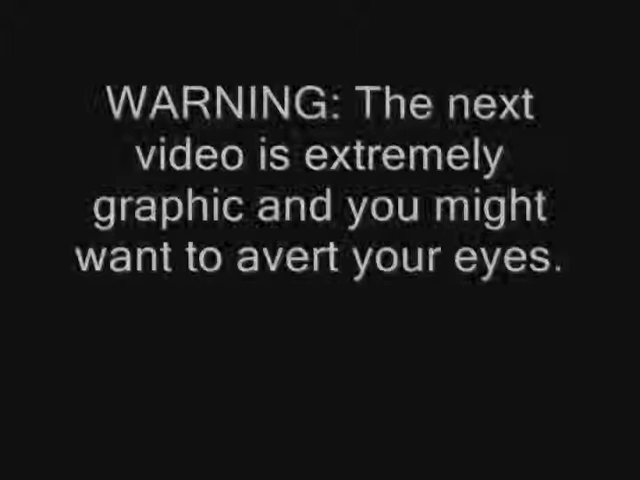 WARNING: The next
video is extremely
graphic and you might
want to avert your eyes.